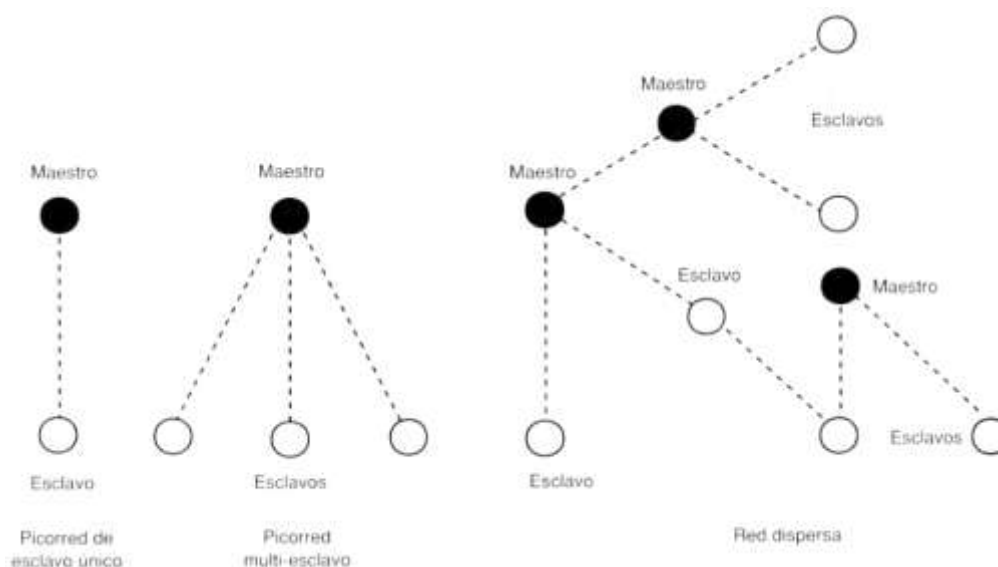 Maestro
Esclavos
Maestro
Maestro
Maestro
Esclavo
Maestro
Esclavos
Esclavo
Esclavos
Esclavo
Picorred de
esclavo único
Picorred
multi-esclavo
Red dispersa